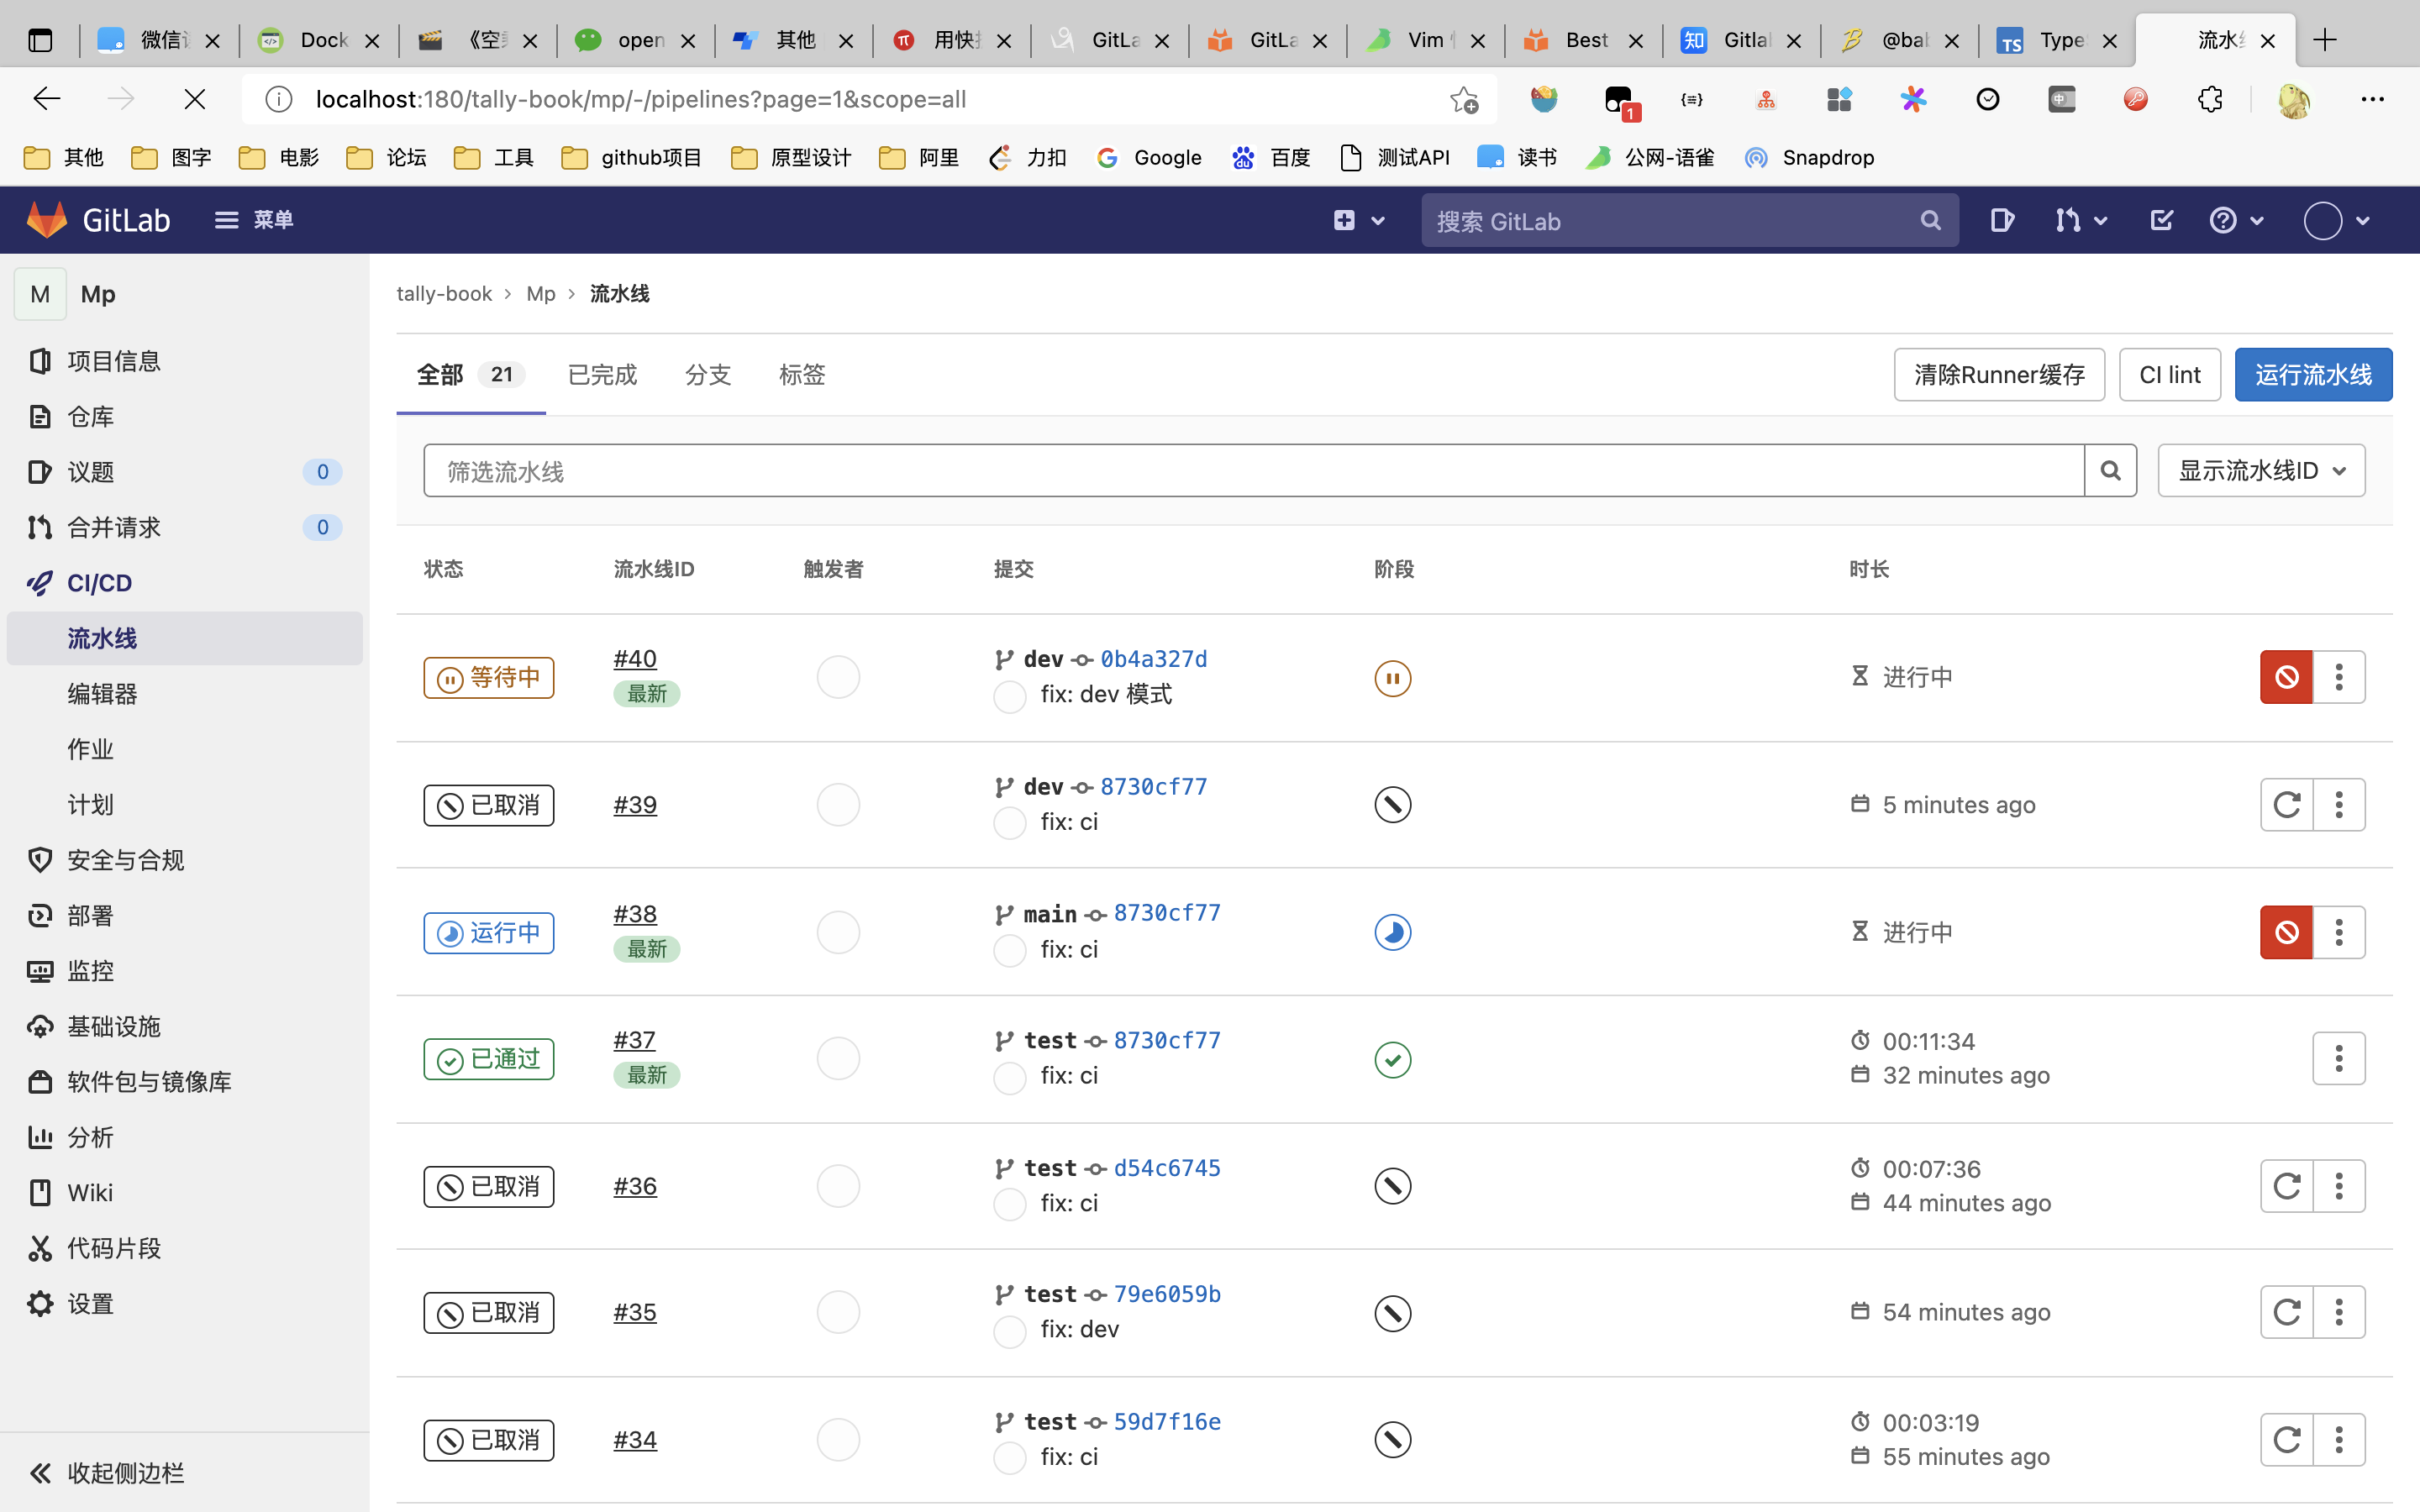 微信 Dock 《空 open 其他 用快 GitLa GitLa Vim Best Gitlal @bal Type 流水
localhost:180/tally-book/mp/-/pipelines?page=1&scope=all
1
其他 图字 电影 论坛 工具 github项目 原型设计 阿里 力扣 Google 百度 测试API 读书 公网-语雀 Snapdrop
GitLab 菜单 搜索 GitLab
M Mp
项目信息
仓库
议题 0
合并请求 0
CI/CD
流水线
编辑器
作业
计划
安全与合规
部署
监控
基础设施
软件包与镜像库
分析
Wiki
代码片段
设置
收起侧边栏
tally-book › Mp › 流水线
全部 21 已完成 分支 标签 清除Runner缓存 CI lint 运行流水线
筛选流水线 显示流水线ID
状态 流水线ID 触发者 提交 阶段 时长
等待中 #40 最新 dev 0b4a327d 进行中
fix: dev 模式
已取消 #39 dev 8730cf77 5 minutes ago
fix: ci
运行中 #38 最新 main 8730cf77 进行中
fix: ci
已通过 #37 最新 test 8730cf77 00:11:34
fix: ci 32 minutes ago
已取消 #36 test d54c6745 00:07:36
fix: ci 44 minutes ago
已取消 #35 test 79e6059b 54 minutes ago
fix: dev
已取消 #34 test 59d7f16e 00:03:19
fix: ci 55 minutes ago